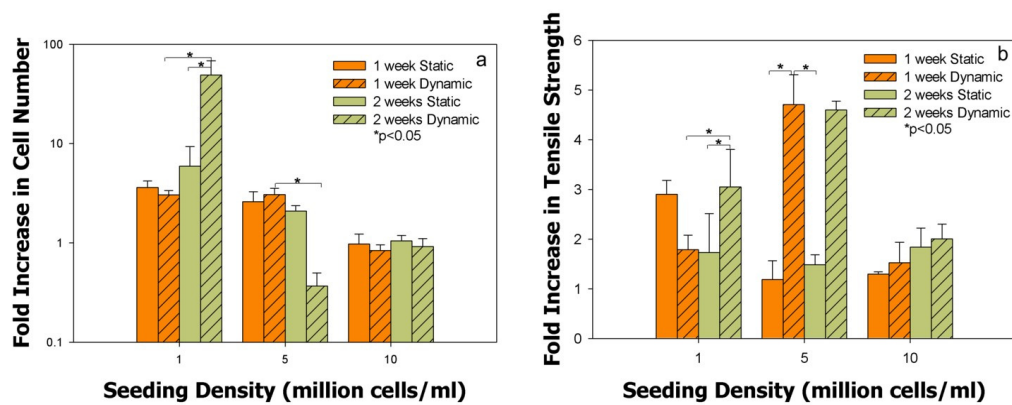 Fold Increase in Cell Number
100
10
1
0.1
a
1 week Static
1 week Dynamic
2 weeks Static
2 weeks Dynamic
*p<0.05
*
*
*
1
5
10
Seeding Density (million cells/ml)
Fold Increase in Tensile Strength
6
5
4
3
2
1
0
b
1 week Static
1 week Dynamic
2 weeks Static
2 weeks Dynamic
*p<0.05
* *
*
*
1
5
10
Seeding Density (million cells/ml)